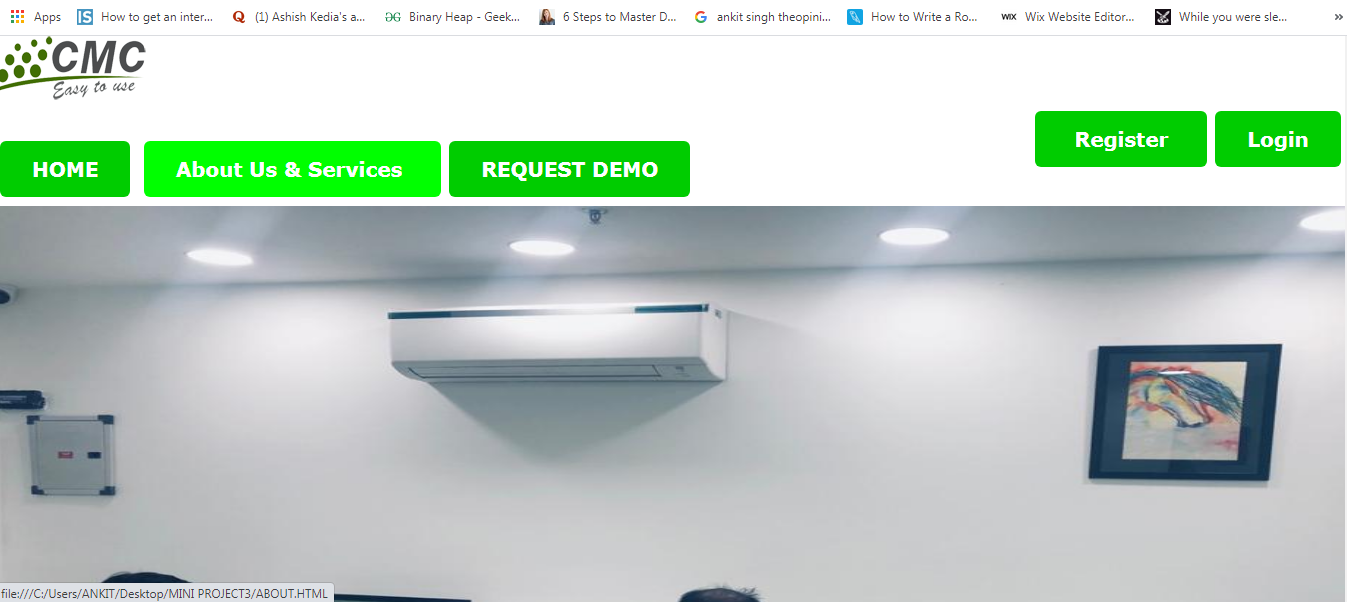 Apps How to get an inter... (1) Ashish Kedia's a... Binary Heap - Geek... 6 Steps to Master D... ankit singh theopini... How to Write a Ro... WIX Wix Website Editor... While you were sle... »
CMC
Easy to use
Register Login
HOME About Us & Services REQUEST DEMO
file:///C:/Users/ANKIT/Desktop/MINI PROJECT3/ABOUT.HTML